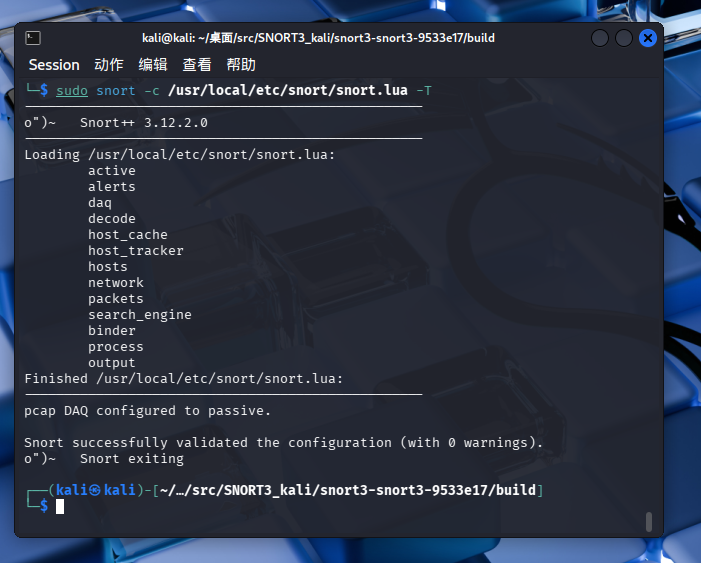 kali@kali: ~/桌面/src/SNORT3_kali/snort3-snort3-9533e17/build
Session 动作 编辑 查看 帮助
└─$ sudo snort -c /usr/local/etc/snort/snort.lua -T
--------------------------------------------------
o")~   Snort++ 3.12.2.0
--------------------------------------------------
Loading /usr/local/etc/snort/snort.lua:
        active
        alerts
        daq
        decode
        host_cache
        host_tracker
        hosts
        network
        packets
        search_engine
        binder
        process
        output
Finished /usr/local/etc/snort/snort.lua:
--------------------------------------------------
pcap DAQ configured to passive.

Snort successfully validated the configuration (with 0 warnings).
o")~   Snort exiting

┌──(kali㉿kali)-[~/…/src/SNORT3_kali/snort3-snort3-9533e17/build]
└─$